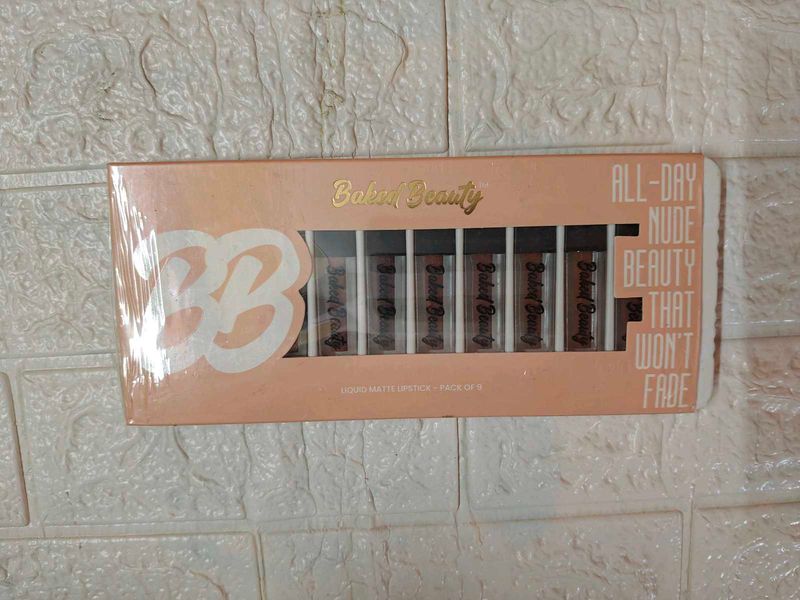 Baked Beauty™
BB
Baked Beauty
Baked Beauty
Baked Beauty
Baked Beauty
Baked Beauty
Baked Beauty
LIQUID MATTE LIPSTICK - PACK OF 9
ALL-DAY
NUDE
BEAUTY
THAT
WON'T
FADE